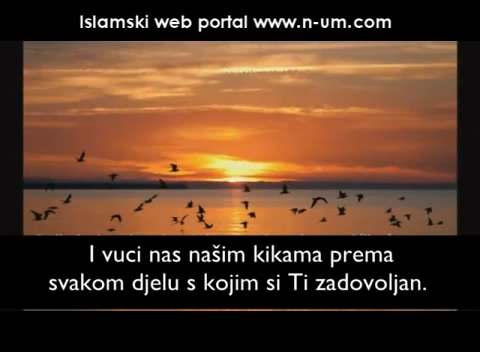 Islamski web portal www.n-um.com
I vuci nas našim kikama prema
svakom djelu s kojim si Ti zadovoljan.